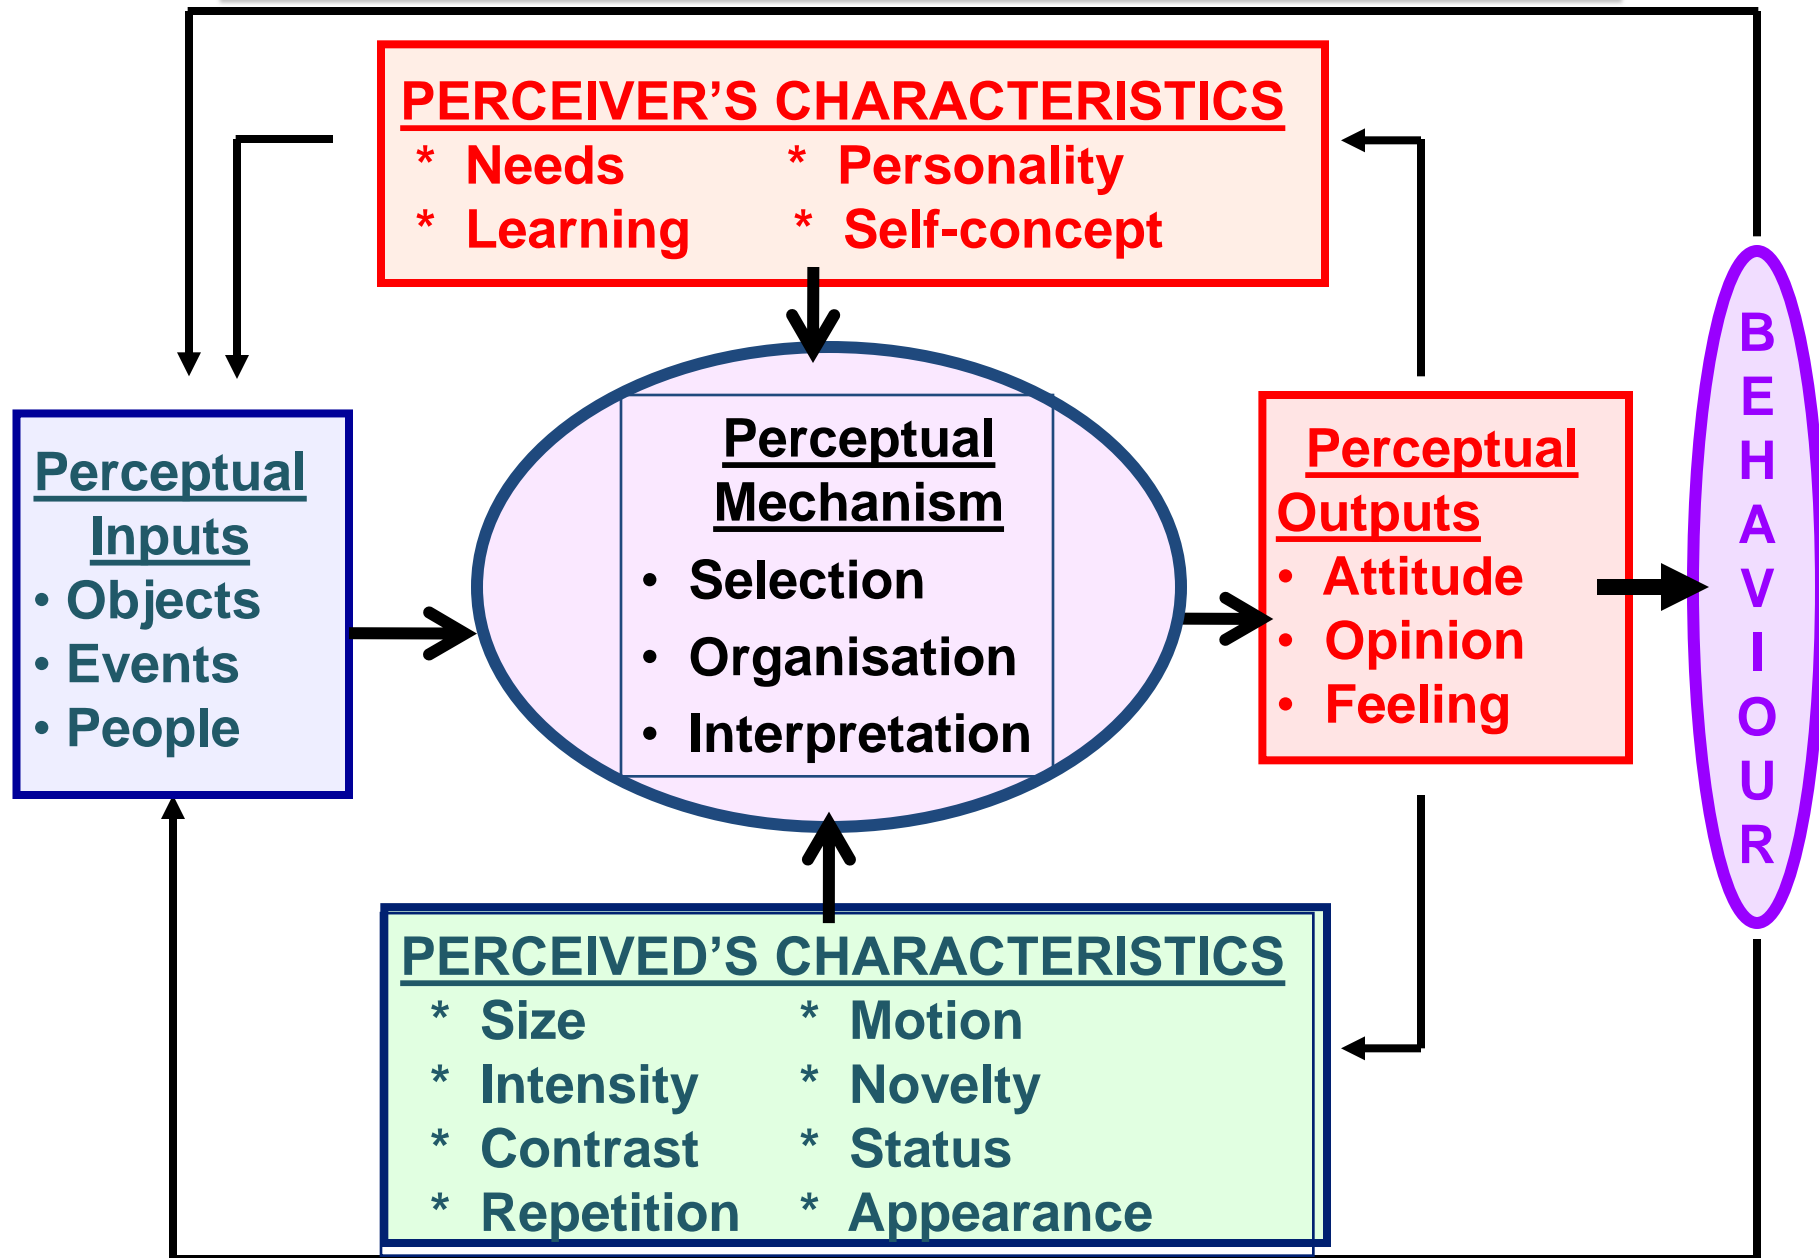 PERCEIVER’S CHARACTERISTICS
* Needs * Personality
* Learning * Self-concept
Perceptual
Inputs
• Objects
• Events
• People
Perceptual
Mechanism
• Selection
• Organisation
• Interpretation
Perceptual
Outputs
• Attitude
• Opinion
• Feeling
B
E
H
A
V
I
O
U
R
PERCEIVED’S CHARACTERISTICS
* Size * Motion
* Intensity * Novelty
* Contrast * Status
* Repetition * Appearance